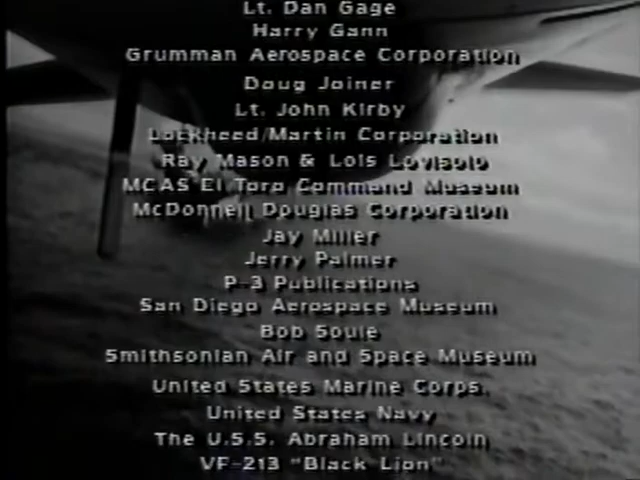 Lt. Dan Gage
Harry Gann
Grumman Aerospace Corporation
Doug Joiner
Lt. John Kirby
Lockheed/Martin Corporation
Ray Mason & Lois Lovisolo
MCAS El Toro Command Museum
McDonnell Douglas Corporation
Jay Miller
Jerry Palmer
P-3 Publications
San Diego Aerospace Museum
Bob Soule
Smithsonian Air and Space Museum
United States Marine Corps.
United States Navy
The U.S.S. Abraham Lincoln
VF-213 "Black Lion"